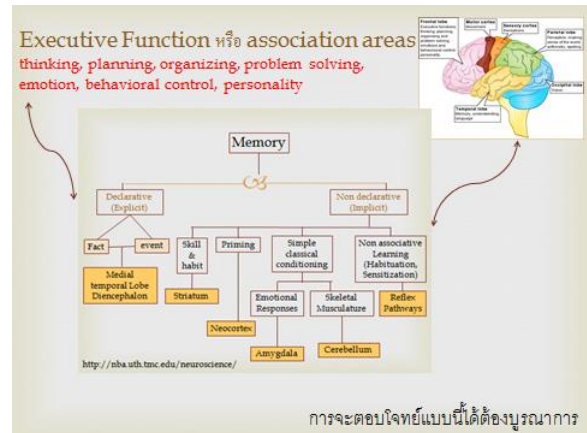 Executive Function หรือ association areas
thinking, planning, organizing, problem solving,
emotion, behavioral control, personality
Frontal lobe
Motor cortex
Sensory cortex
Parietal lobe
Occipital lobe
Temporal lobe
Memory
Declarative
(Explicit)
Non declarative
(Implicit)
Fact
event
Skill
&
habit
Priming
Simple
classical
conditioning
Non associative
Learning
(Habituation,
Sensitization)
Medial
temporal Lobe
Diencephalon
Striatum
Emotional
Responses
Skeletal
Musculature
Reflex
Pathways
Neocortex
Amygdala
Cerebellum
http://nba.uth.tmc.edu/neuroscience/
การจะตอบโจทย์แบบนี้ได้ต้องบูรณาการ